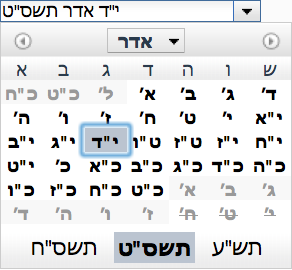 י"ד אדר תשס"ט
אדר
א ב ג ד ה ו ש
כ"ח כ"ט ל' א' ב' ג' ד'
ה' ו' ז' ח' ט' י' י"א
י"ב י"ג י"ד ט"ו ט"ז י"ז י"ח
י"ט כ' כ"א כ"ב כ"ג כ"ד כ"ה
כ"ו כ"ז כ"ח כ"ט א' ב' ג'
ד' ה' ו' ז' ח' ט' י'
תשס"ח תשס"ט תש"ע